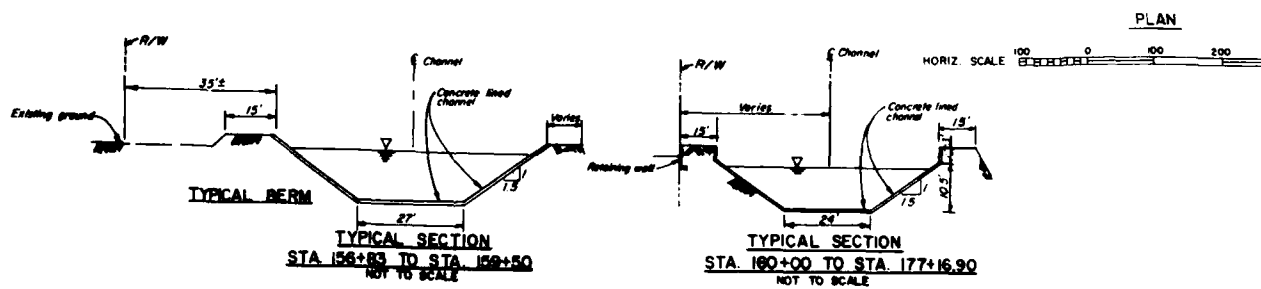 PLAN
HORIZ. SCALE 100 0 100 200
R/W
℄ Channel
35'±
15'
Existing ground
Concrete lined
channel
Varies
TYPICAL BERM
1
1.5
27'
TYPICAL SECTION
STA. 156+83 TO STA. 159+50
NOT TO SCALE
R/W
℄ Channel
Varies
15'
Retaining wall
Concrete lined
channel
15'
10.5'
1
1.5
24'
TYPICAL SECTION
STA. 160+00 TO STA. 177+16.90
NOT TO SCALE